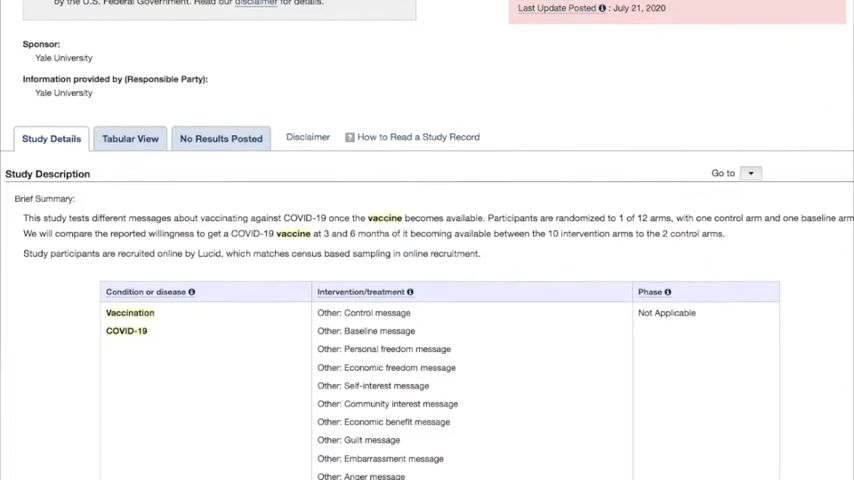 by the U.S. Federal Government. Read our disclaimer for details.
Last Update Posted : July 21, 2020
Sponsor:
Yale University
Information provided by (Responsible Party):
Yale University
Study Details Tabular View No Results Posted Disclaimer ? How to Read a Study Record
Study Description
Go to
Brief Summary:
This study tests different messages about vaccinating against COVID-19 once the vaccine becomes available. Participants are randomized to 1 of 12 arms, with one control arm and one baseline arm
We will compare the reported willingness to get a COVID-19 vaccine at 3 and 6 months of it becoming available between the 10 intervention arms to the 2 control arms.
Study participants are recruited online by Lucid, which matches census based sampling in online recruitment.
Condition or disease Intervention/treatment Phase
Vaccination Other: Control message Not Applicable
COVID-19 Other: Baseline message
Other: Personal freedom message
Other: Economic freedom message
Other: Self-interest message
Other: Community interest message
Other: Economic benefit message
Other: Guilt message
Other: Embarrassment message
Other: Anger message